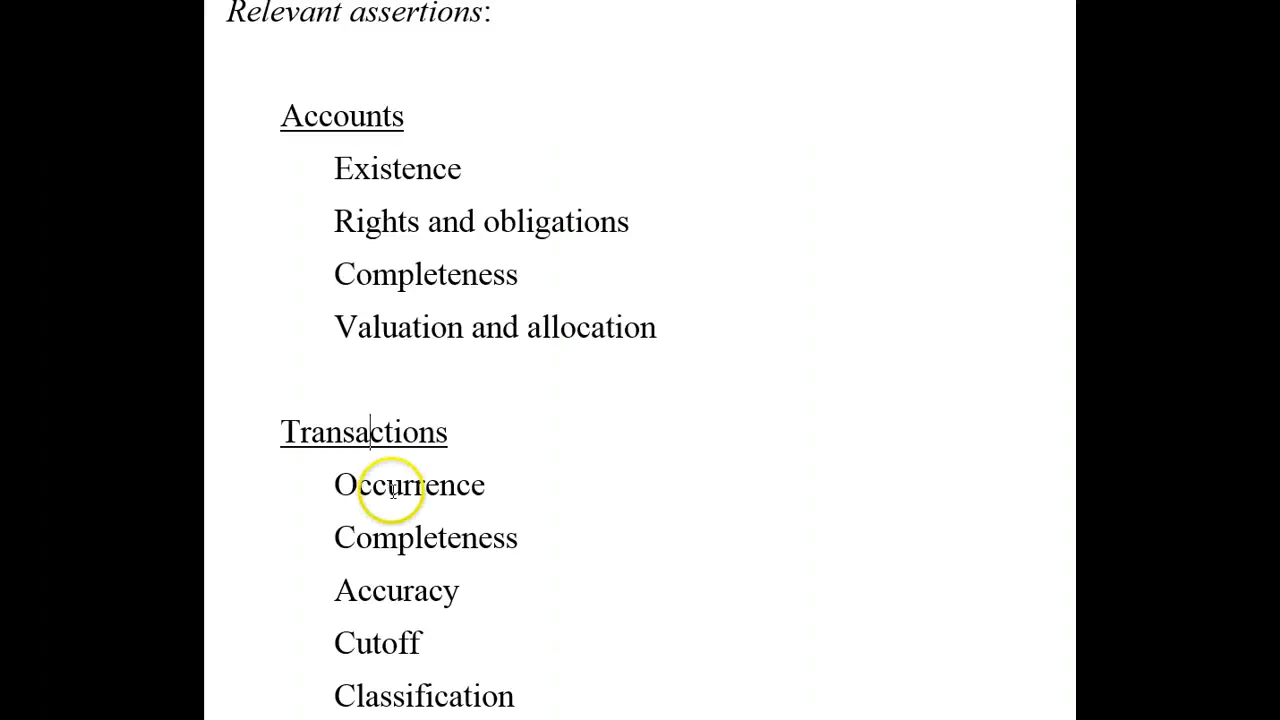 Relevant assertions:
Accounts
Existence
Rights and obligations
Completeness
Valuation and allocation
Transactions
Occurrence
Completeness
Accuracy
Cutoff
Classification